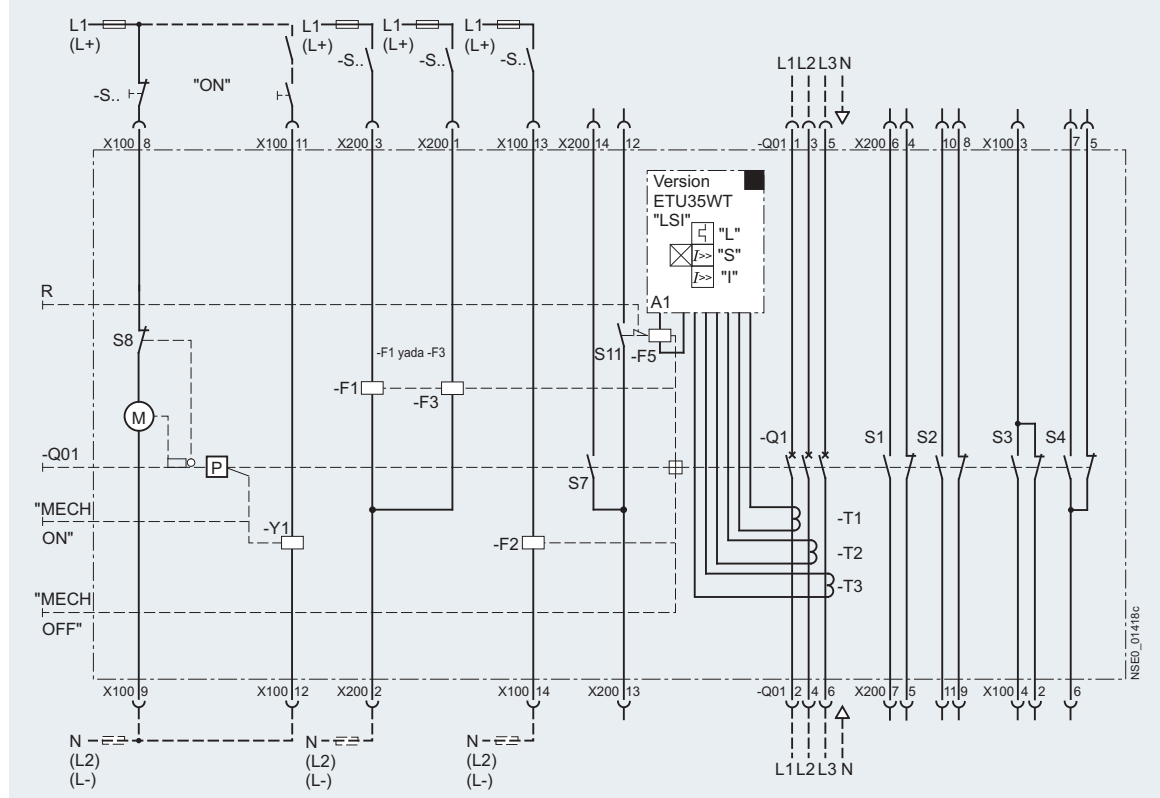 L1 L1 L1 L1
(L+) (L+) (L+) (L+)
-S.. "ON" -S.. -S.. -S..
L1 L2 L3 N
X100 8 X100 11 X200 3 X200 1 X100 13 X200 14 12 -Q01 1 3 5 X200 6 4 10 8 X100 3 7 5
Version
ETU35WT
"LSI"
"L"
I>> "S"
I>> "I"
A1
R
S8
-F1 yada -F3
S11 -F5
-F1
-F3
M
-Q01
P
S7
-Q1 S1 S2 S3 S4
"MECH
ON"
-Y1
-F2
-T1
-T2
-T3
"MECH
OFF"
NSE0_01418c
X100 9 X100 12 X200 2 X100 14 X200 13 -Q01 2 4 6 X200 7 5 11 9 X100 4 2 6
N N N
(L2) (L2) (L2)
(L-) (L-) (L-)
L1 L2 L3 N